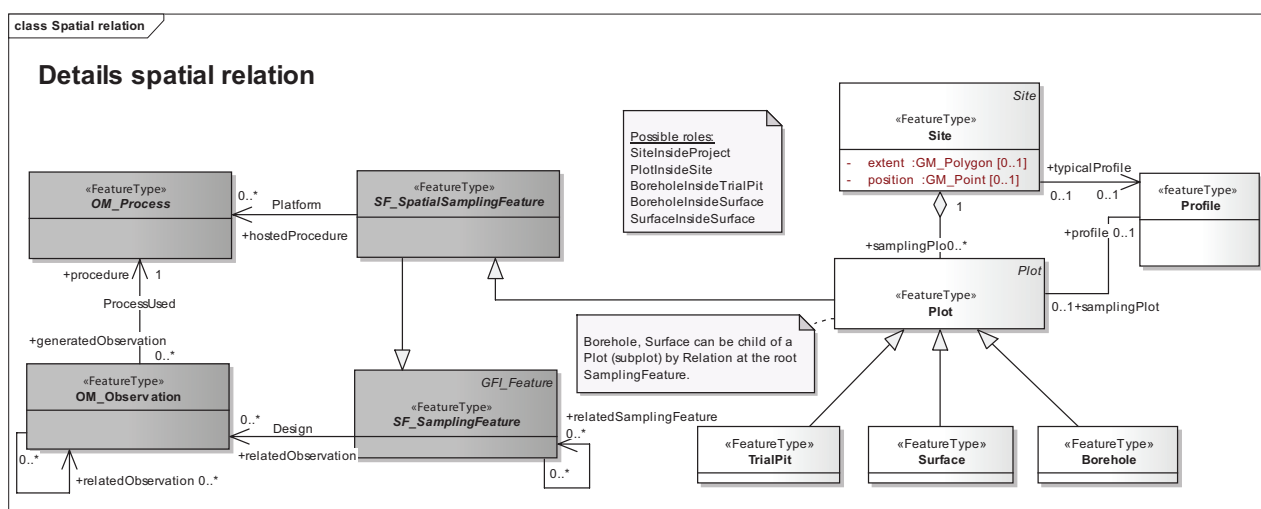 class Spatial relation
Details spatial relation
«FeatureType»
OM_Process
0..*
Platform
+hostedProcedure
«FeatureType»
SF_SpatialSamplingFeature
Possible roles:
SiteInsideProject
PlotInsideSite
BoreholeInsideTrialPit
BoreholeInsideSurface
SurfaceInsideSurface
Site
«FeatureType»
Site
- extent :GM_Polygon [0..1]
- position :GM_Point [0..1]
+typicalProfile
0..1
0..1
«featureType»
Profile
1
+profile 0..1
+samplingPlo0..*
Plot
«FeatureType»
Plot
0..1+samplingPlot
+procedure
1
ProcessUsed
+generatedObservation
0..*
Borehole, Surface can be child of a
Plot (subplot) by Relation at the root
SamplingFeature.
«FeatureType»
OM_Observation
0..*
Design
+relatedObservation
GFI_Feature
«FeatureType»
SF_SamplingFeature
+relatedSamplingFeature
0..*
0..*
0..*
+relatedObservation 0..*
«FeatureType»
TrialPit
«FeatureType»
Surface
«FeatureType»
Borehole